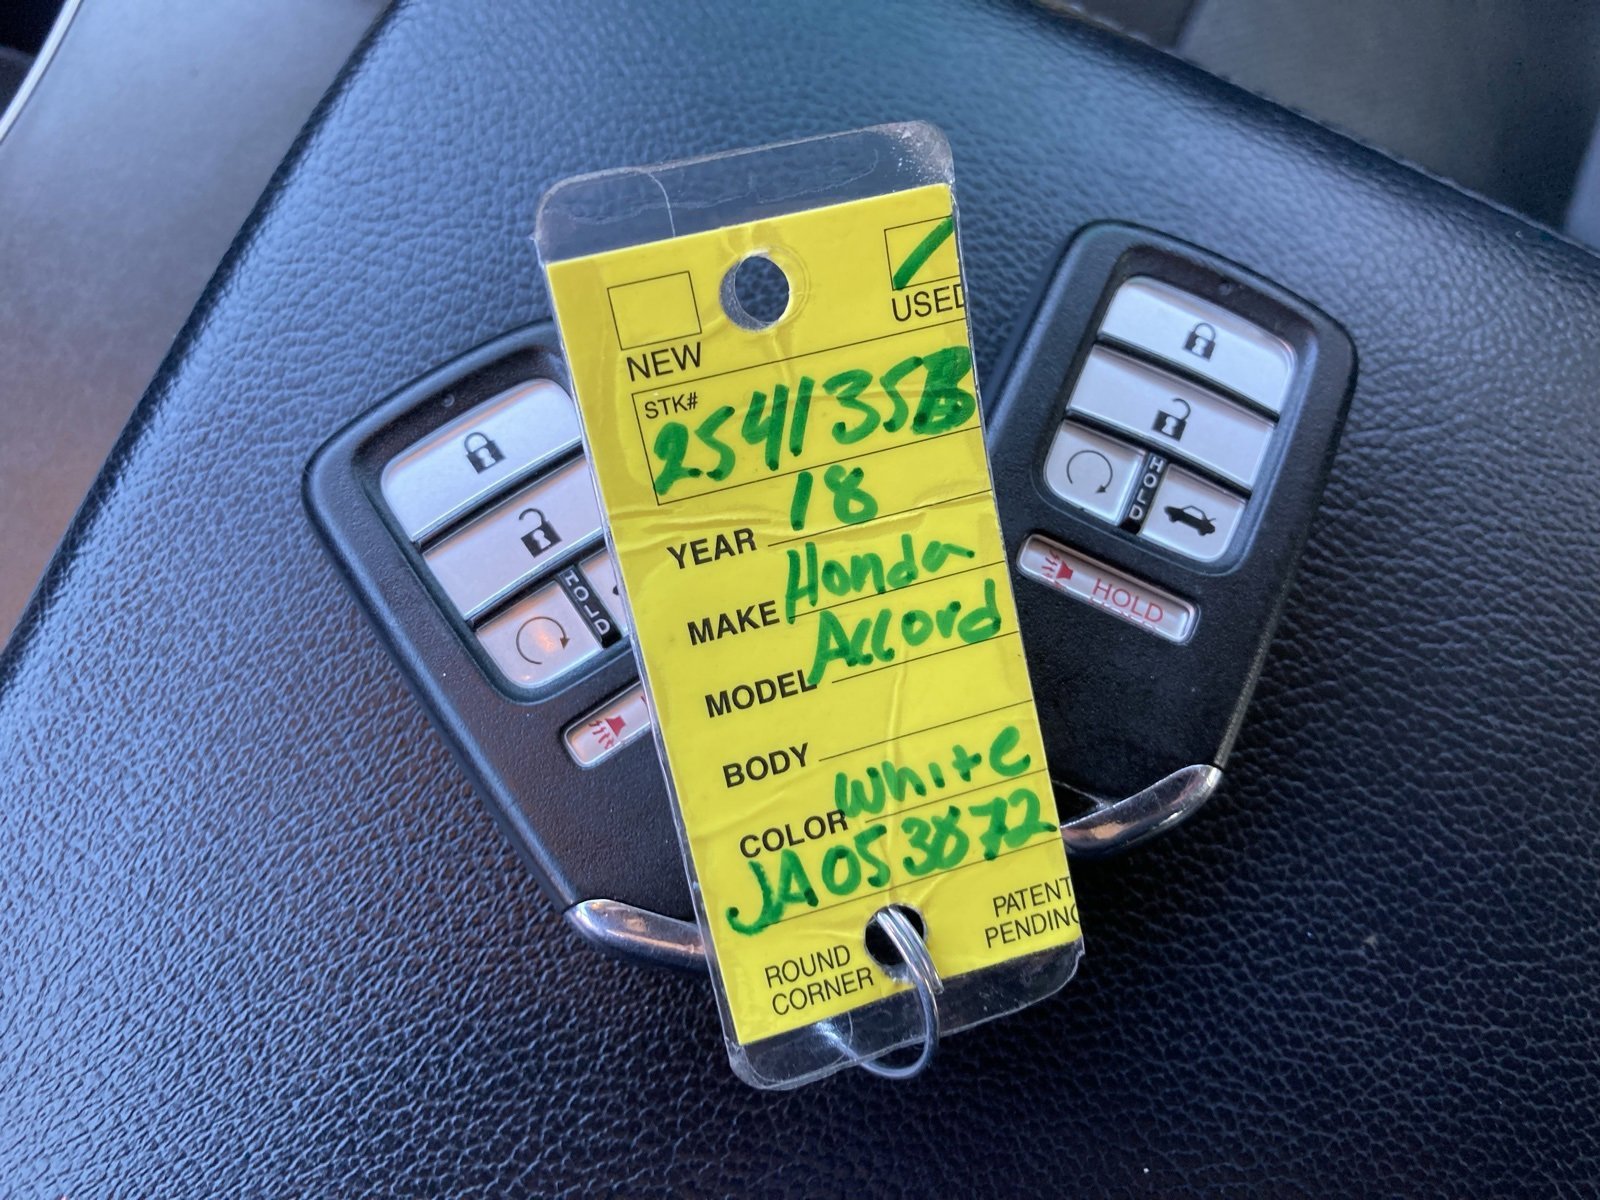 NEW
USED
STK#
254135B
YEAR 18
MAKE Honda
MODEL Accord
BODY
COLOR White
JA053872
ROUND
CORNER
PATENT
PENDING
HOLD
HOLD
HOLD